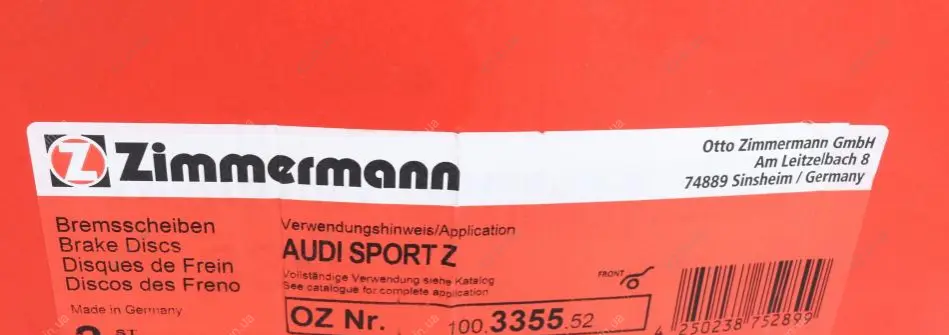 Z Zimmermann
Otto Zimmermann GmbH
Am Leitzelbach 8
74889 Sinsheim / Germany
Bremsscheiben
Brake Discs
Disques de Frein
Discos des Freno
Made in Germany
Verwendungshinweis/Application
AUDI SPORT Z
Vollständige Verwendung siehe Katalog
See catalogue for complete application
FRONT
OZ Nr. 100.3355.52
4 250238 752899
ST